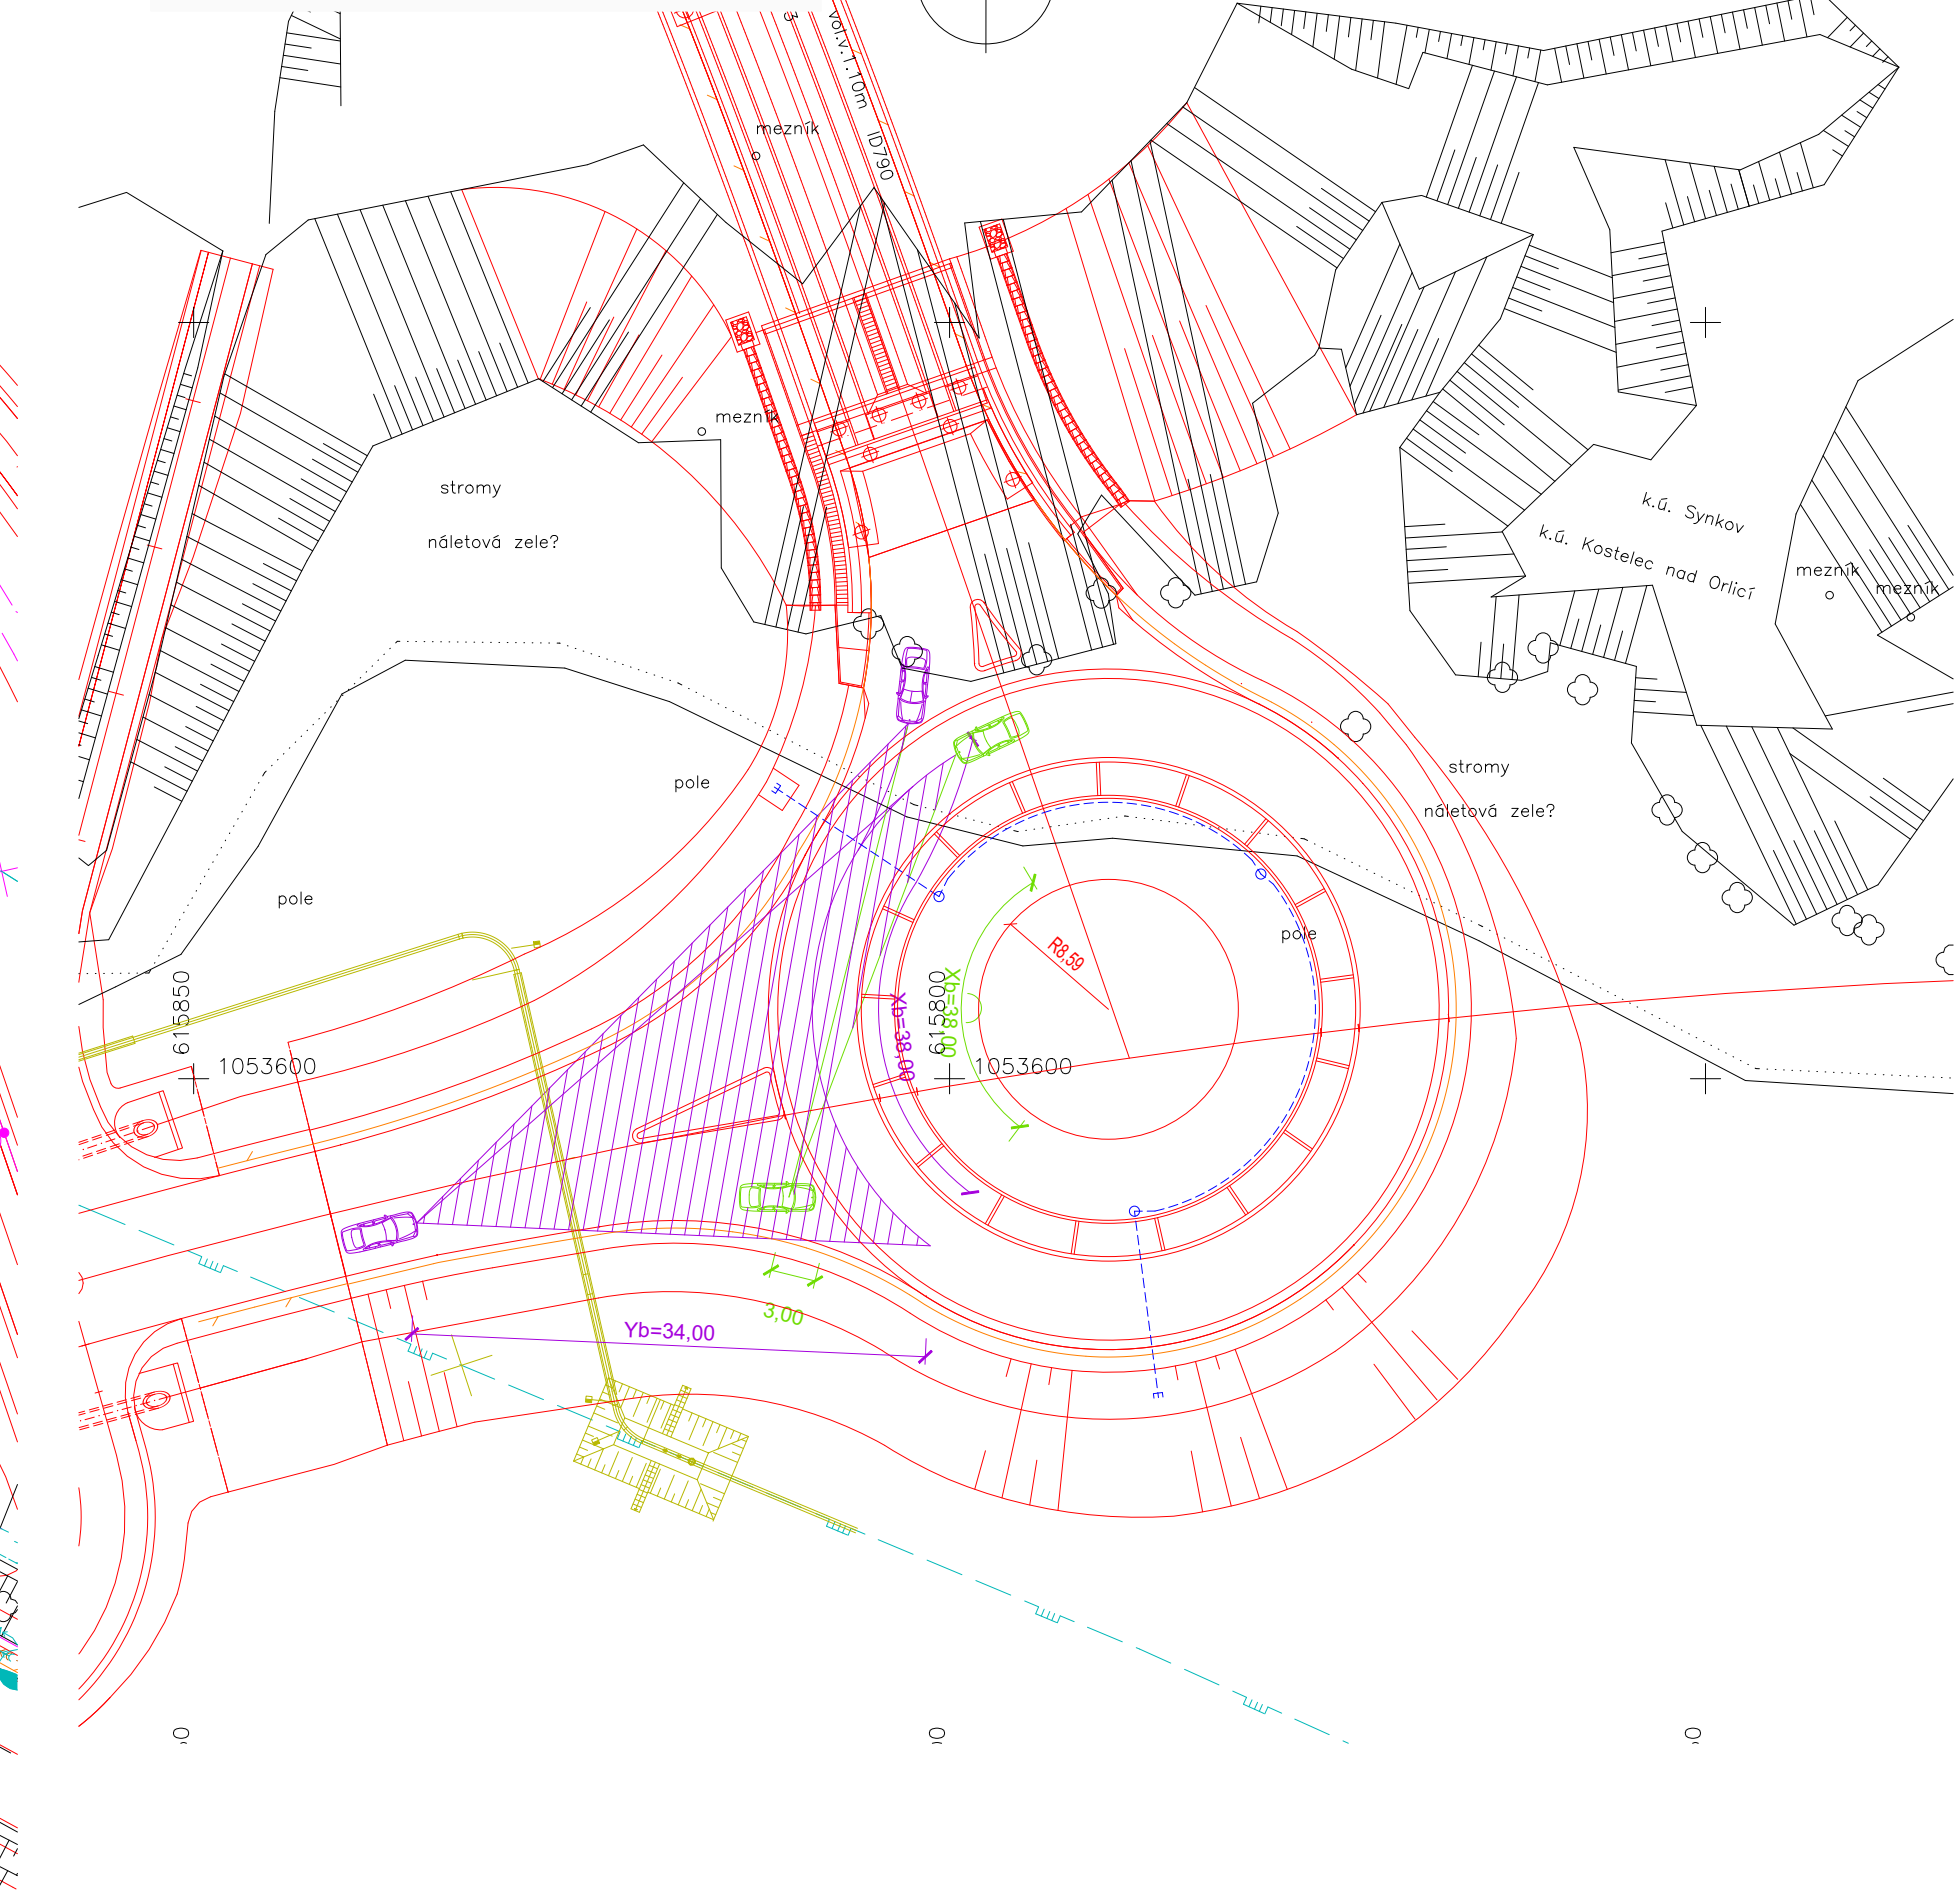 3
vol.v.1.10m ID790
mezník
mezník
stromy
náletová zele?
k.ú. Synkov
k.ú. Kostelec nad Orlicí
mezník
mezník
pole
stromy
náletová zele?
pole
pole
R8,59
615850
1053600
Xb=38,00
Xb=38,00
615800
1053600
3,00
Yb=34,00
E
E